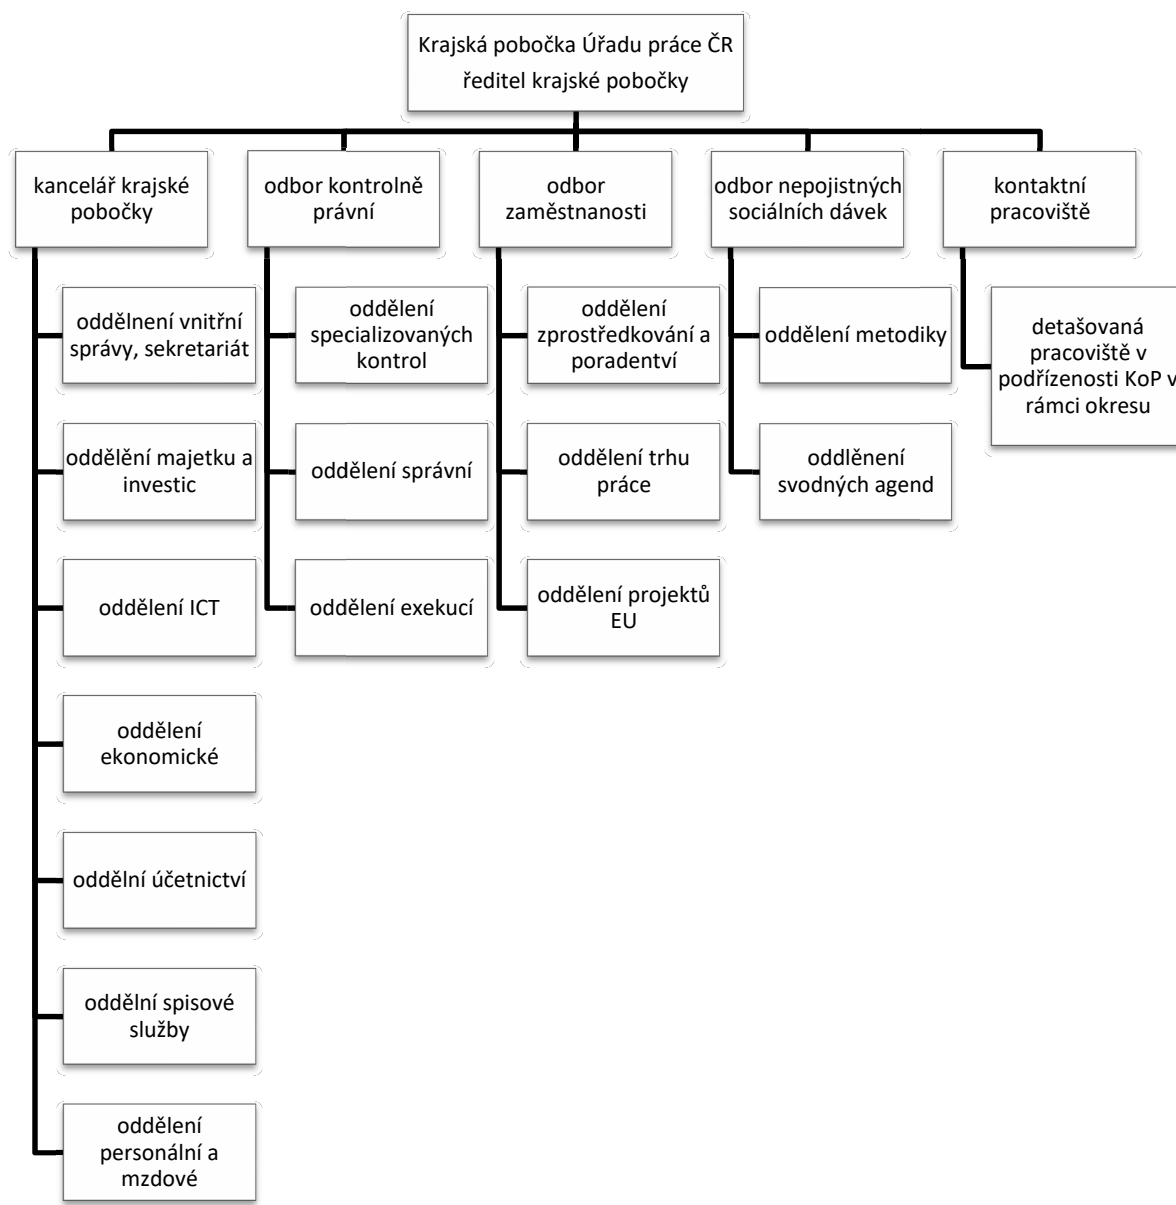 Krajská pobočka Úřadu práce ČR
ředitel krajské pobočky
kancelář krajské
pobočky
odbor kontrolně
právní
odbor
zaměstnanosti
odbor nepojistných
sociálních dávek
kontaktní
pracoviště
oddělnení vnitřní
správy, sekretariát
oddělění majetku a
investic
oddělení ICT
oddělení
ekonomické
oddělní účetnictví
oddělní spisové
služby
oddělení
personální a
mzdové
oddělení
specializovaných
kontrol
oddělení správní
oddělení exekucí
oddělení
zprostředkování a
poradentví
oddělení trhu
práce
oddělení projektů
EU
oddělení metodiky
oddlěnení
svodných agend
detašovaná
pracoviště v
podřízenosti KoP v
rámci okresu